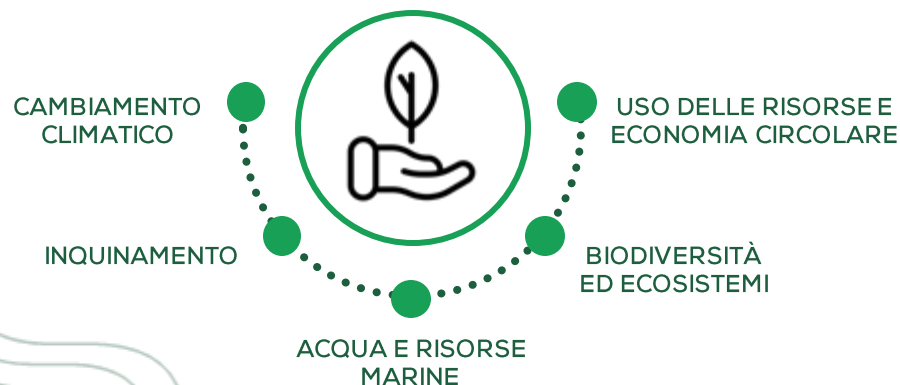 CAMBIAMENTO
CLIMATICO
INQUINAMENTO
ACQUA E RISORSE
MARINE
BIODIVERSITÀ
ED ECOSISTEMI
USO DELLE RISORSE E
ECONOMIA CIRCOLARE